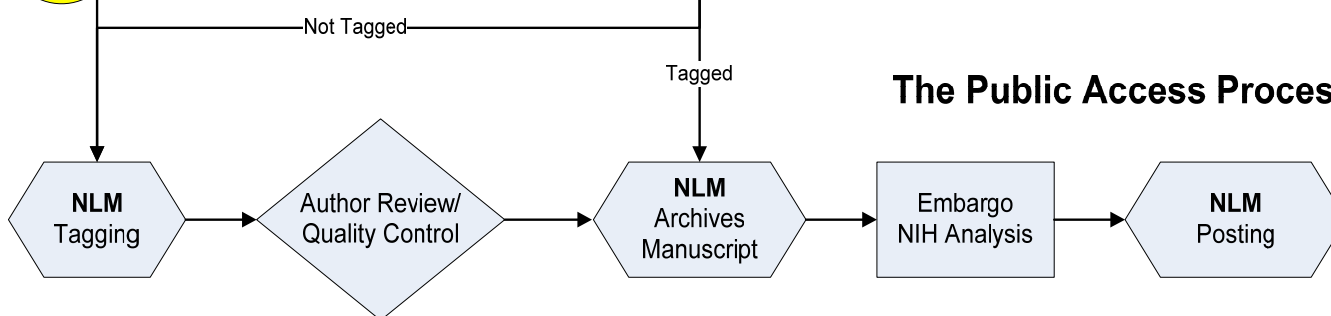 Not Tagged
Tagged
The Public Access Proces
NLM
Tagging
Author Review/
Quality Control
NLM
Archives
Manuscript
Embargo
NIH Analysis
NLM
Posting